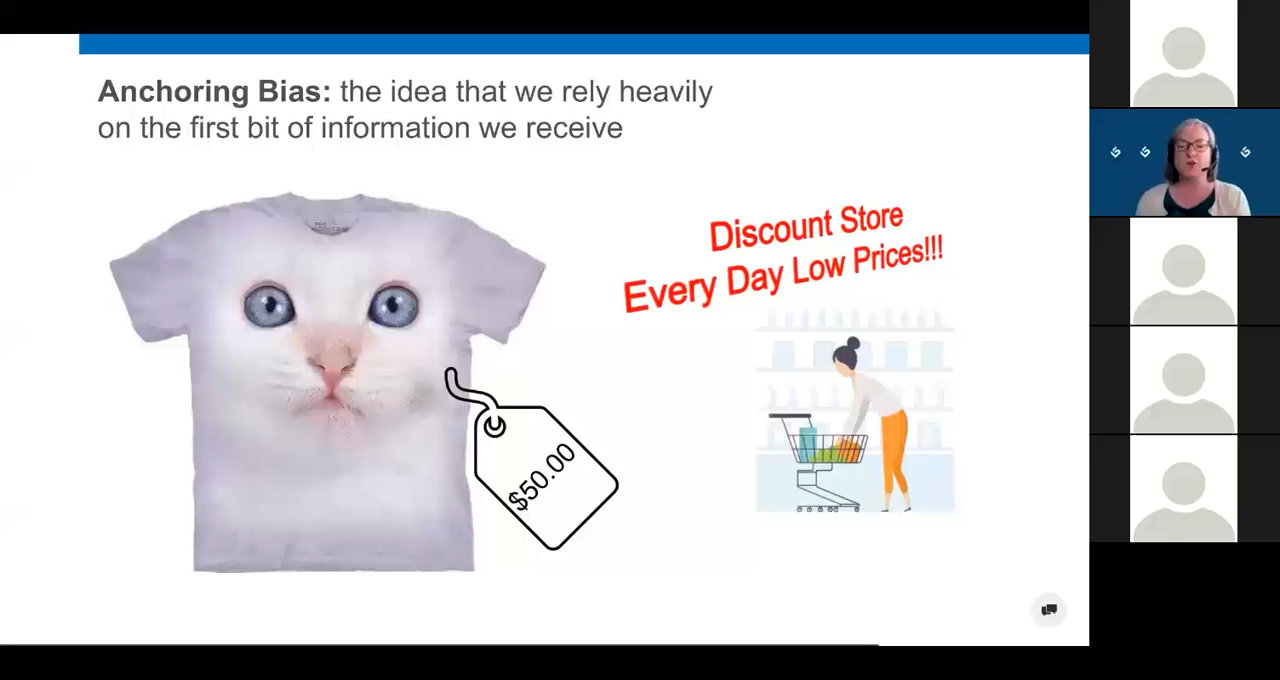 Anchoring Bias: the idea that we rely heavily
on the first bit of information we receive
Discount Store
Every Day Low Prices!!!
$50.00